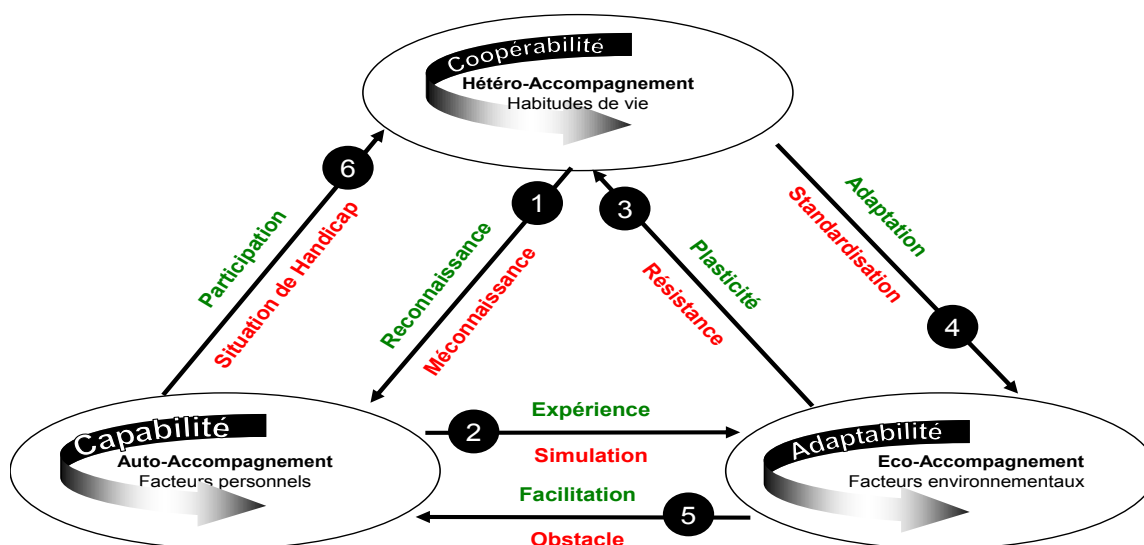 Coopérabilité
Hétéro-Accompagnement
Habitudes de vie
6
1
3
Participation
Situation de Handicap
Reconnaissance
Méconnaissance
Plasticité
Résistance
Adaptation
Standardisation
4
Capabilité
Auto-Accompagnement
Facteurs personnels
2
Expérience
Simulation
Facilitation
5
Obstacle
Adaptabilité
Eco-Accompagnement
Facteurs environnementaux